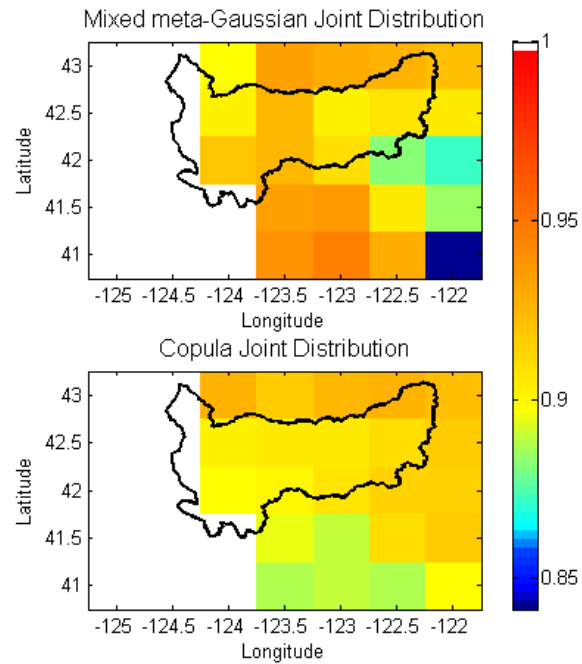 Mixed meta-Gaussian Joint Distribution
43
42.5
42
41.5
41
Latitude
-125 -124.5 -124 -123.5 -123 -122.5 -122
Longitude
Copula Joint Distribution
43
42.5
42
41.5
41
Latitude
-125 -124.5 -124 -123.5 -123 -122.5 -122
Longitude
1
0.95
0.9
0.85